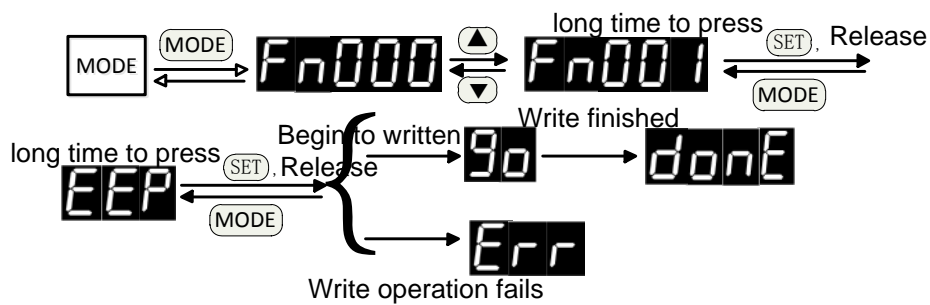 long time to press
MODE MODE Fn000 ▲ Fn001 SET, Release
▼ MODE
Begin to written Write finished
long time to press go donE
EEP SET, Release
MODE
Err
Write operation fails